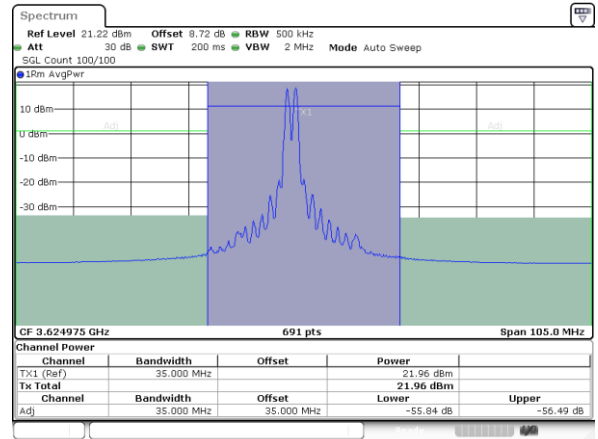 Spectrum
Ref Level 21.22 dBm Offset 8.72 dB RBW 500 kHz
Att 30 dB SWT 200 ms VBW 2 MHz Mode Auto Sweep
SGL Count 100/100
1Rm AvgPwr
10 dBm
TX1
Adj Adj
0 dBm
-10 dBm
-20 dBm
-30 dBm
CF 3.624975 GHz 691 pts Span 105.0 MHz
Channel Power
Channel Bandwidth Offset Power
TX1 (Ref) 35.000 MHz 21.96 dBm
Tx Total 21.96 dBm
Channel Bandwidth Offset Lower Upper
Adj 35.000 MHz 35.000 MHz -55.84 dB -56.49 dB